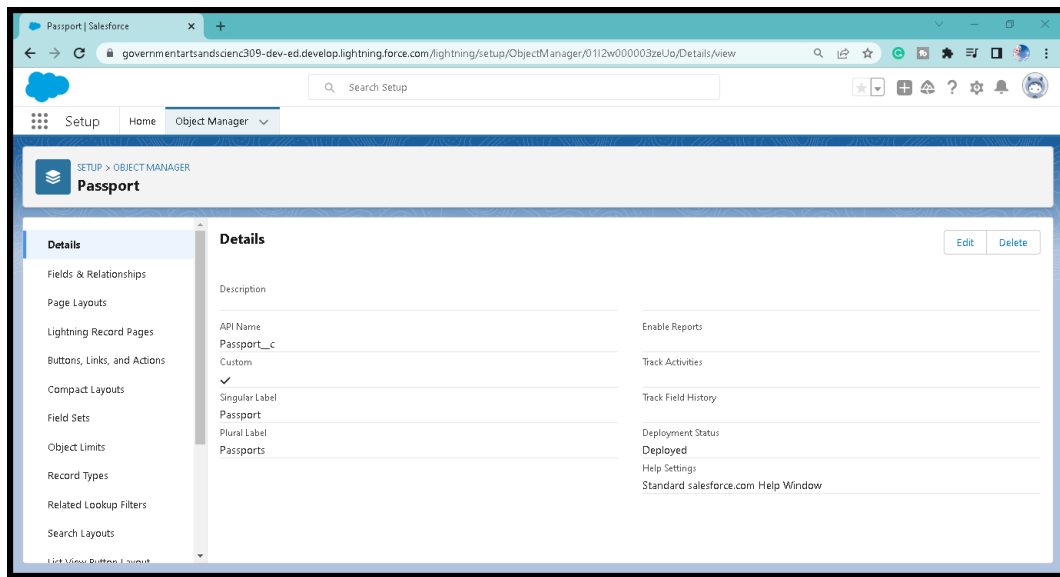 Passport | Salesforce
governmentartsandscienc309-dev-ed.develop.lightning.force.com/lightning/setup/ObjectManager/01I2w000003zeUo/Details/view
Search Setup
Setup
Home
Object Manager
SETUP > OBJECT MANAGER
Passport
Details
Fields & Relationships
Page Layouts
Lightning Record Pages
Buttons, Links, and Actions
Compact Layouts
Field Sets
Object Limits
Record Types
Related Lookup Filters
Search Layouts
List View Button Layout
Details
Edit
Delete
Description
API Name
Passport__c
Custom
Singular Label
Passport
Plural Label
Passports
Enable Reports
Track Activities
Track Field History
Deployment Status
Deployed
Help Settings
Standard salesforce.com Help Window